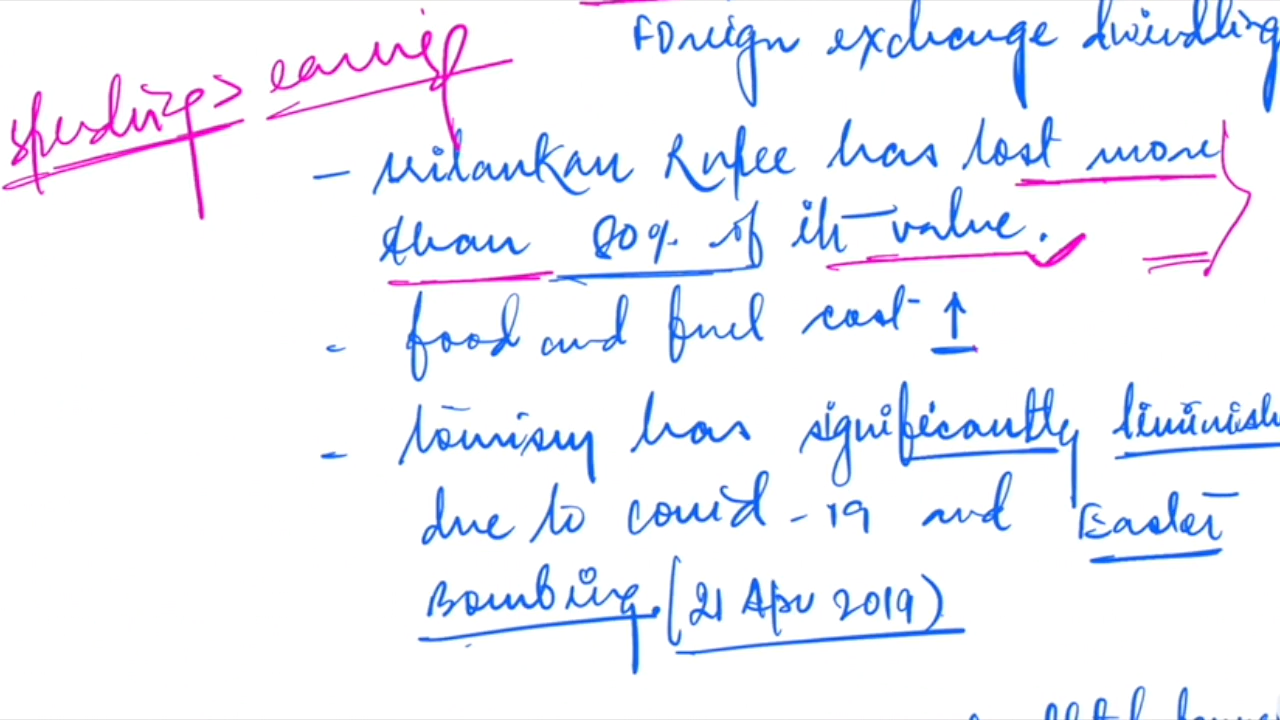 Foreign exchange dwindling
spending > earning
- Srilankan Rupee has lost more
than 80% of its value.
- food and fuel cost ↑
- tourism has significantly diminish
due to covid-19 and Easter
Bombing. (21 Apr 2019)